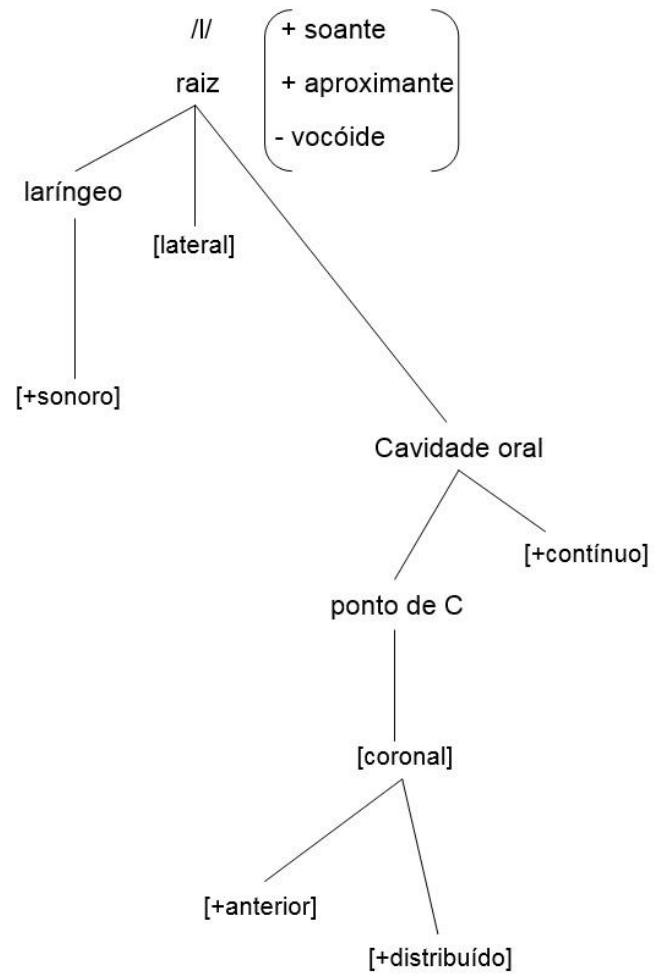 /l/ + soante
raiz + aproximante
- vocóide
laríngeo
[lateral]
[+sonoro]
Cavidade oral
[+contínuo]
ponto de C
[coronal]
[+anterior]
[+distribuído]